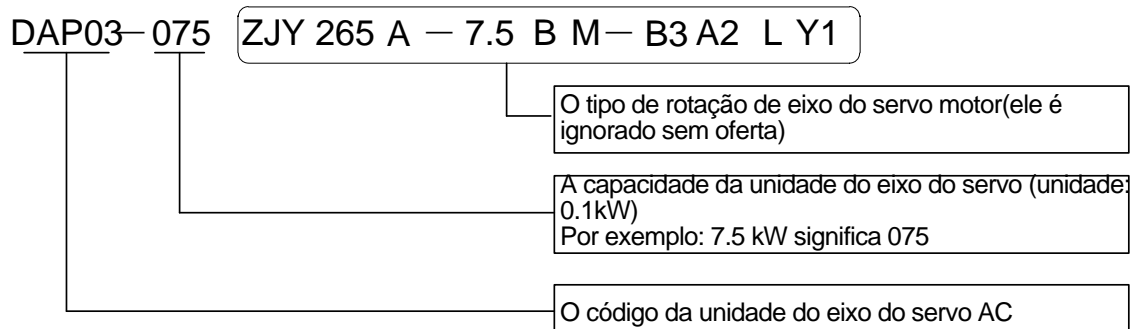 DAP03—075 ZJY 265 A — 7.5 B M— B3 A2 L Y1
O tipo de rotação de eixo do servo motor(ele é
ignorado sem oferta)
A capacidade da unidade do eixo do servo (unidade:
0.1kW)
Por exemplo: 7.5 kW significa 075
O código da unidade do eixo do servo AC